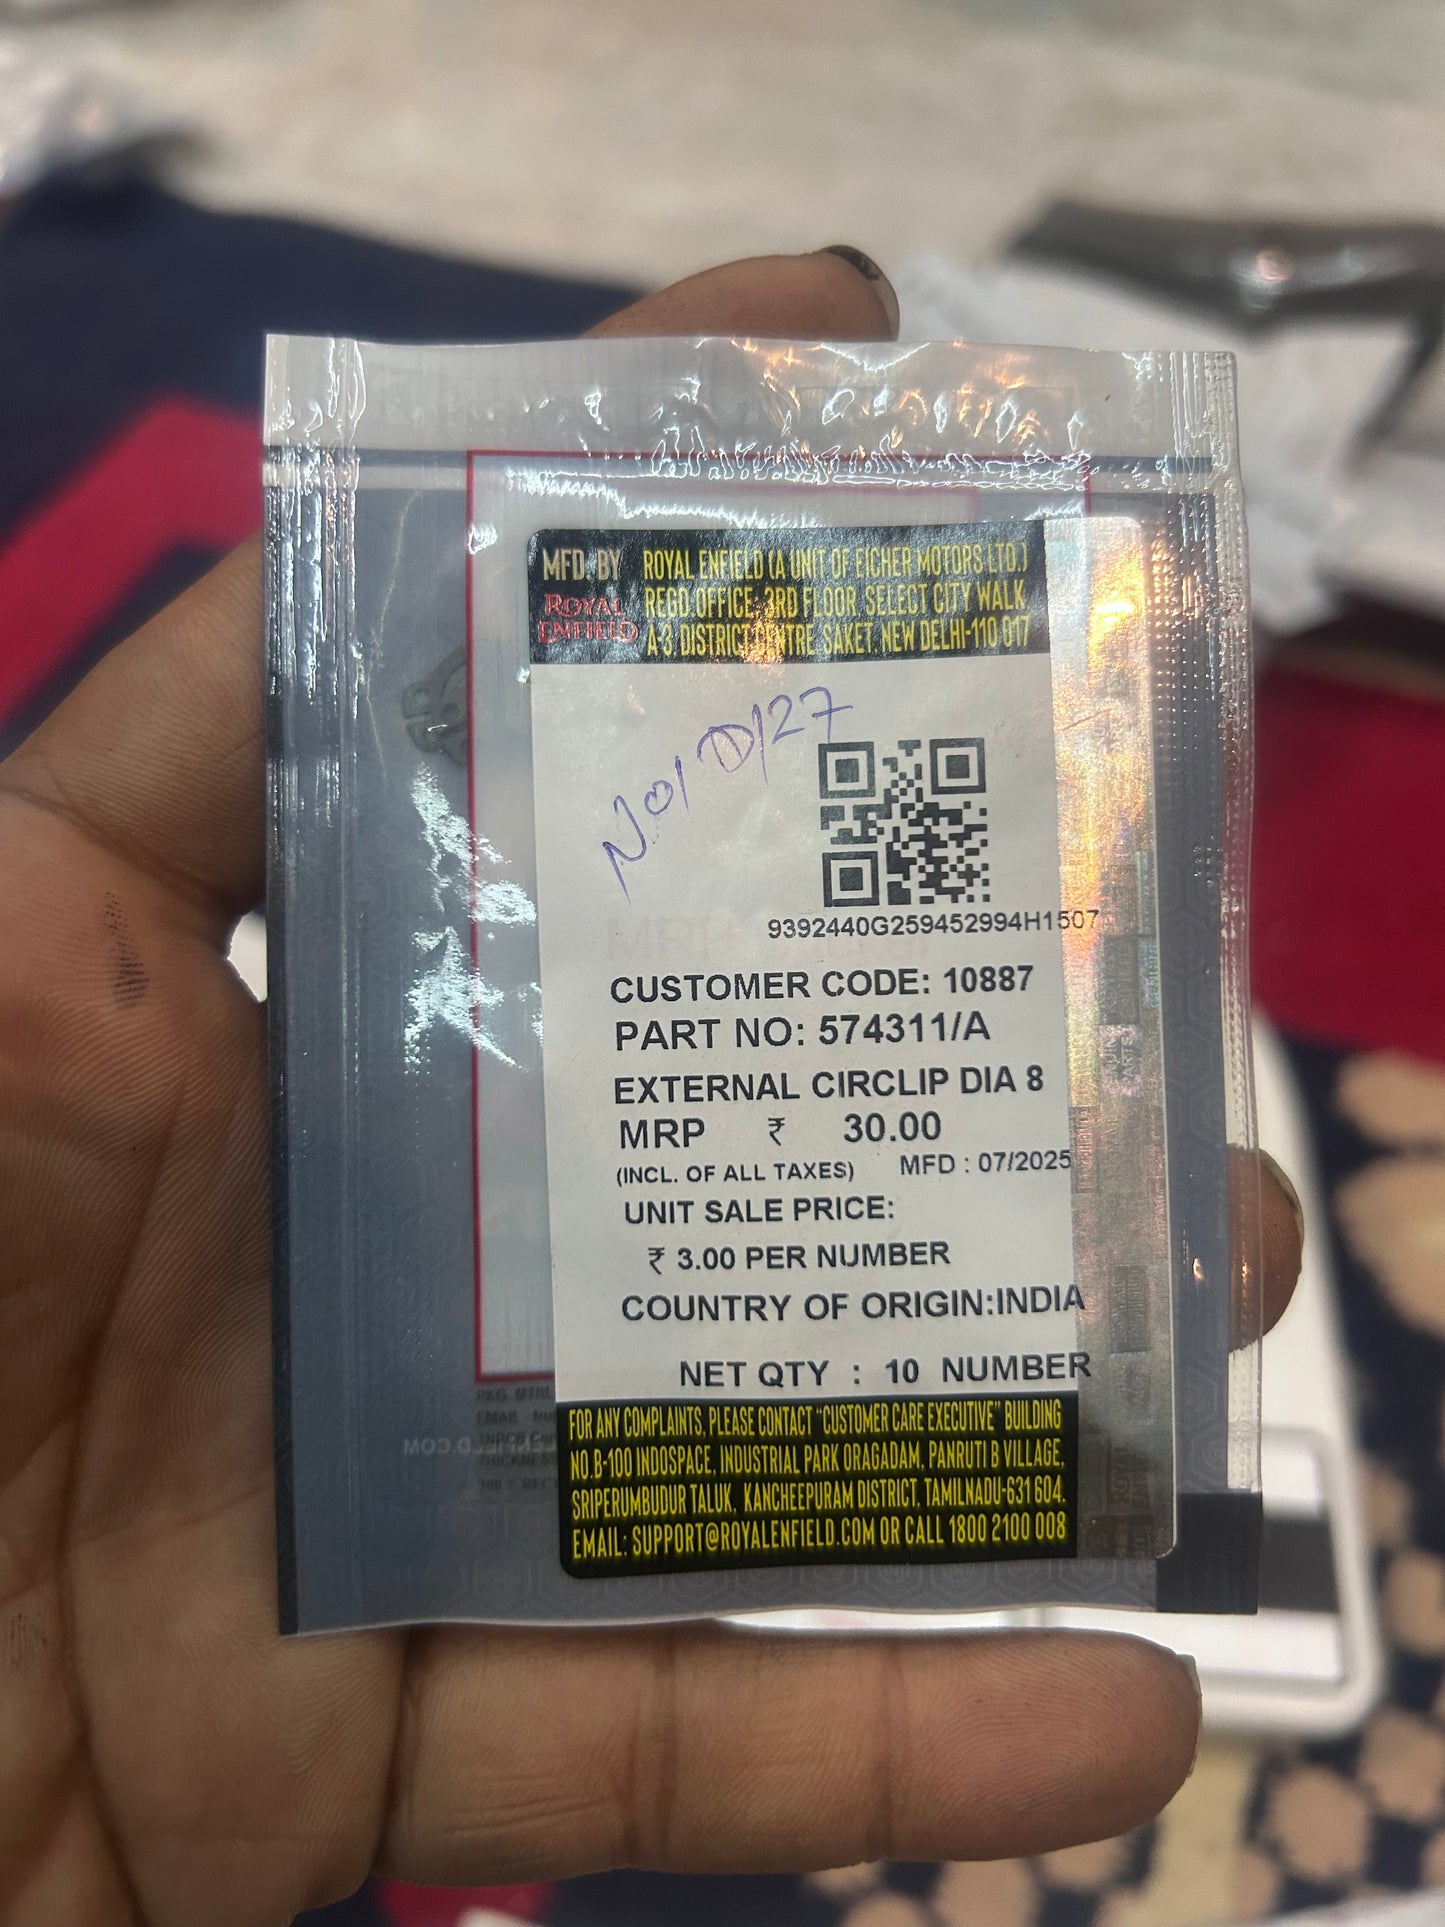 MFD. BY ROYAL ENFIELD (A UNIT OF EICHER MOTORS LTD.)
ROYAL ENFIELD
REGD.OFFICE: 3RD FLOOR SELECT CITY WALK,
A-3, DISTRICT CENTRE, SAKET, NEW DELHI-110 017
9392440G259452994H1507
CUSTOMER CODE: 10887
PART NO: 574311/A
EXTERNAL CIRCLIP DIA 8
MRP ₹ 30.00
(INCL. OF ALL TAXES) MFD : 07/2025
UNIT SALE PRICE:
₹ 3.00 PER NUMBER
COUNTRY OF ORIGIN:INDIA
NET QTY : 10 NUMBER
FOR ANY COMPLAINTS, PLEASE CONTACT "CUSTOMER CARE EXECUTIVE" BUILDING
NO.B-100 INDOSPACE, INDUSTRIAL PARK ORAGADAM, PANRUTI B VILLAGE,
SRIPERUMBUDUR TALUK, KANCHEEPURAM DISTRICT, TAMILNADU-631 604.
EMAIL: SUPPORT@ROYALENFIELD.COM OR CALL 1800 2100 008